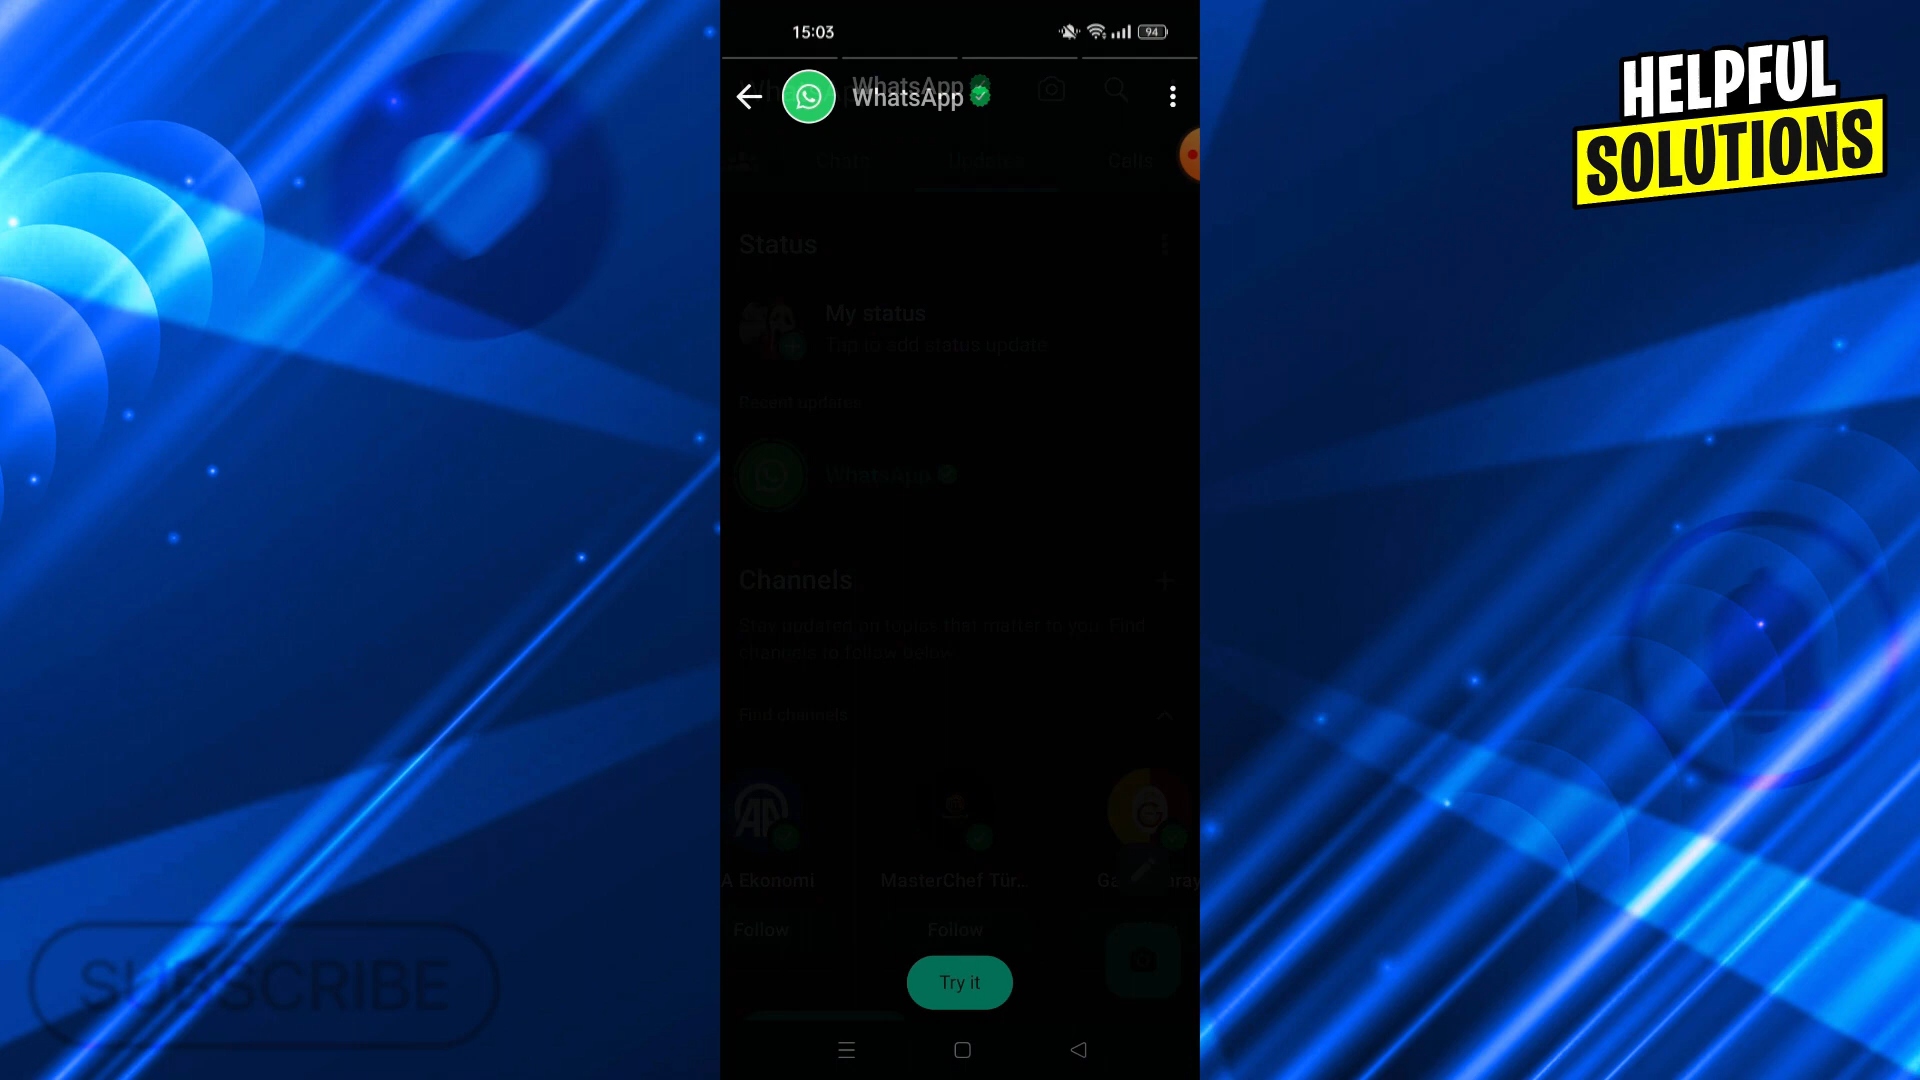 15:03
94
HELPFUL
SOLUTIONS
WhatsApp
WhatsApp
Chats
Updates
Calls
Status
My status
Tap to add status update
Recent updates
WhatsApp
Channels
Stay updated on topics that matter to you. Find
channels to follow below.
Find channels
AA
G
A Ekonomi
MasterChef Tür...
Follow
Follow
Try it
SUBSCRIBE